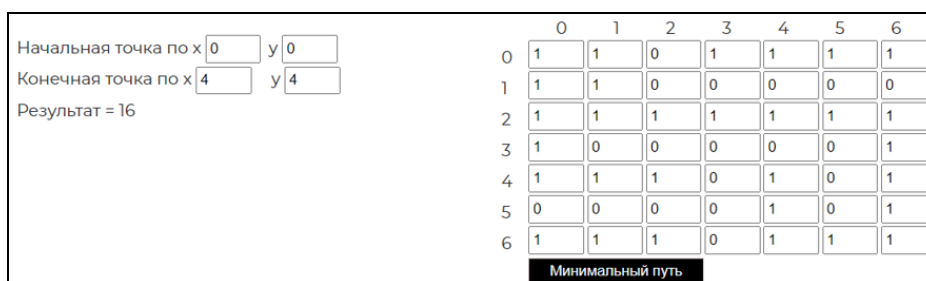 Начальная точка по x 0 y 0
Конечная точка по x 4 y 4
Результат = 16
0 1 2 3 4 5 6
0 1 1 0 1 1 1 1
1 1 1 0 0 0 0 0
2 1 1 1 1 1 1 1
3 1 0 0 0 0 0 1
4 1 1 1 0 1 0 1
5 0 0 0 0 1 0 1
6 1 1 1 0 1 1 1
Минимальный путь